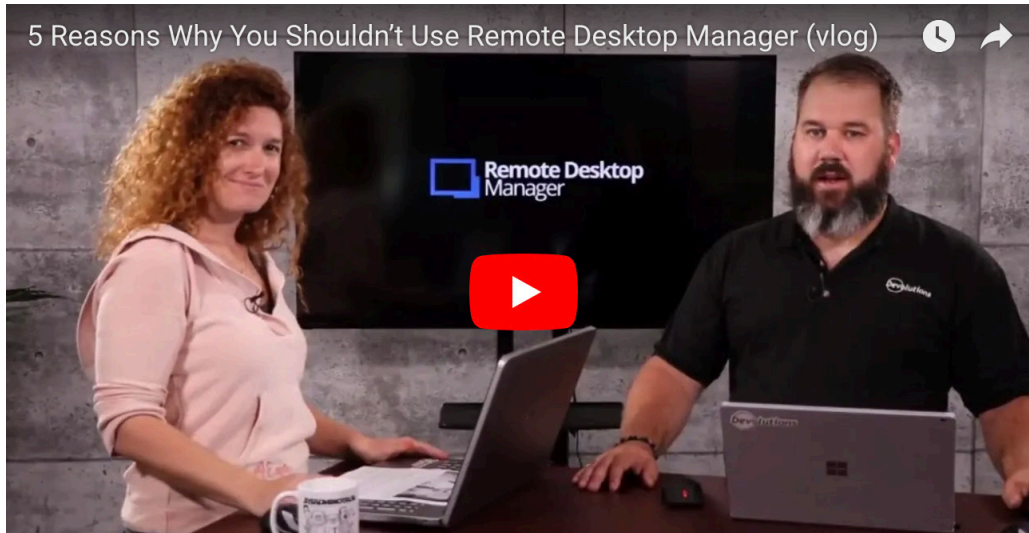 5 Reasons Why You Shouldn’t Use Remote Desktop Manager (vlog)
Remote Desktop
Manager
Devolutions
Devolutions